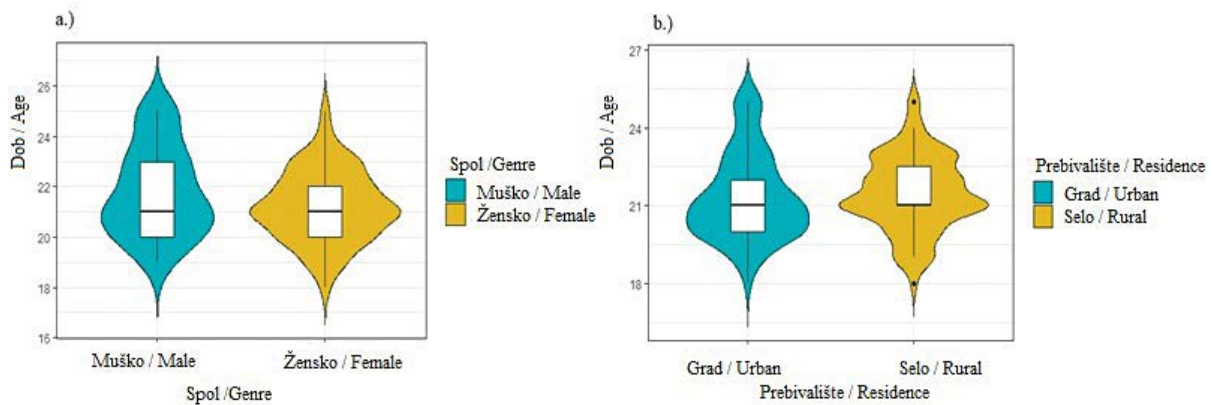 a.)
Dob / Age
26
24
22
20
18
16
Muško / Male
Žensko / Female
Spol /Genre
Spol /Genre
Muško / Male
Žensko / Female
b.)
Dob / Age
27
24
21
18
Grad / Urban
Selo / Rural
Prebivalište / Residence
Prebivalište / Residence
Grad / Urban
Selo / Rural